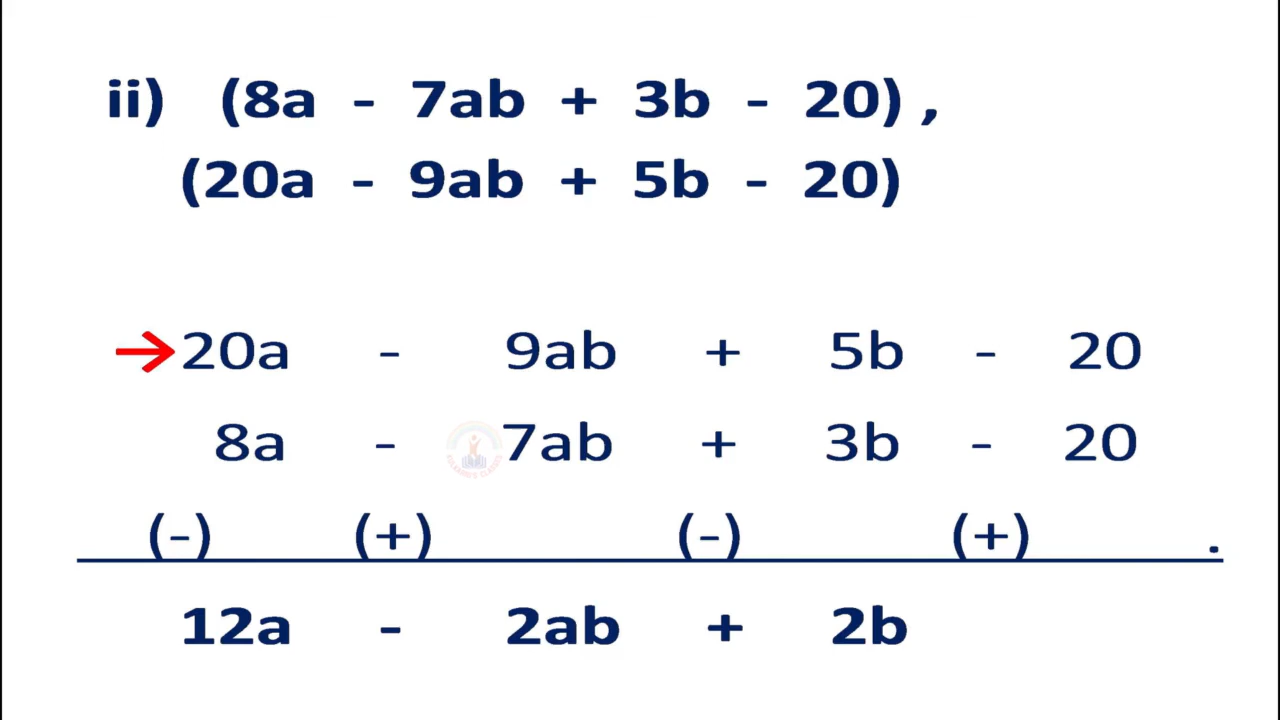 ii) (8a - 7ab + 3b - 20) ,
(20a - 9ab + 5b - 20)
→ 20a - 9ab + 5b - 20
8a - 7ab + 3b - 20
(-) (+) (-) (+) .
12a - 2ab + 2b